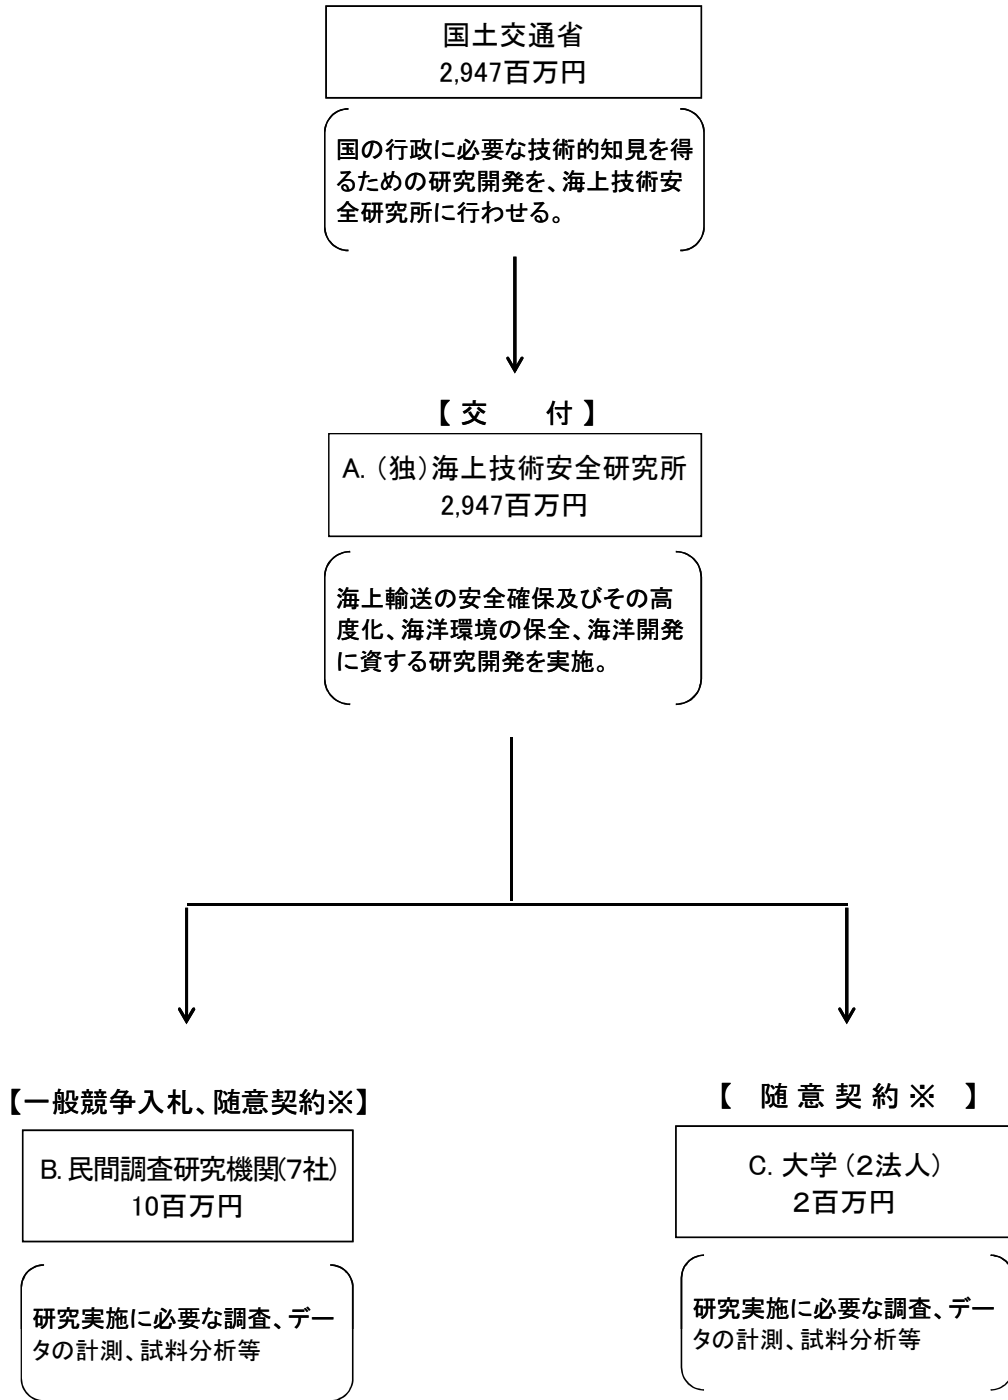 国土交通省
2,947百万円
国の行政に必要な技術的知見を得
るための研究開発を、海上技術安
全研究所に行わせる。
【 交　　付 】
A. (独)海上技術安全研究所
2,947百万円
海上輸送の安全確保及びその高
度化、海洋環境の保全、海洋開発
に資する研究開発を実施。
【一般競争入札、随意契約※】
B. 民間調査研究機関(7社)
10百万円
研究実施に必要な調査、デー
タの計測、試料分析等
【　随 意 契 約 ※　】
C. 大学 (２法人)
２百万円
研究実施に必要な調査、デー
タの計測、試料分析等